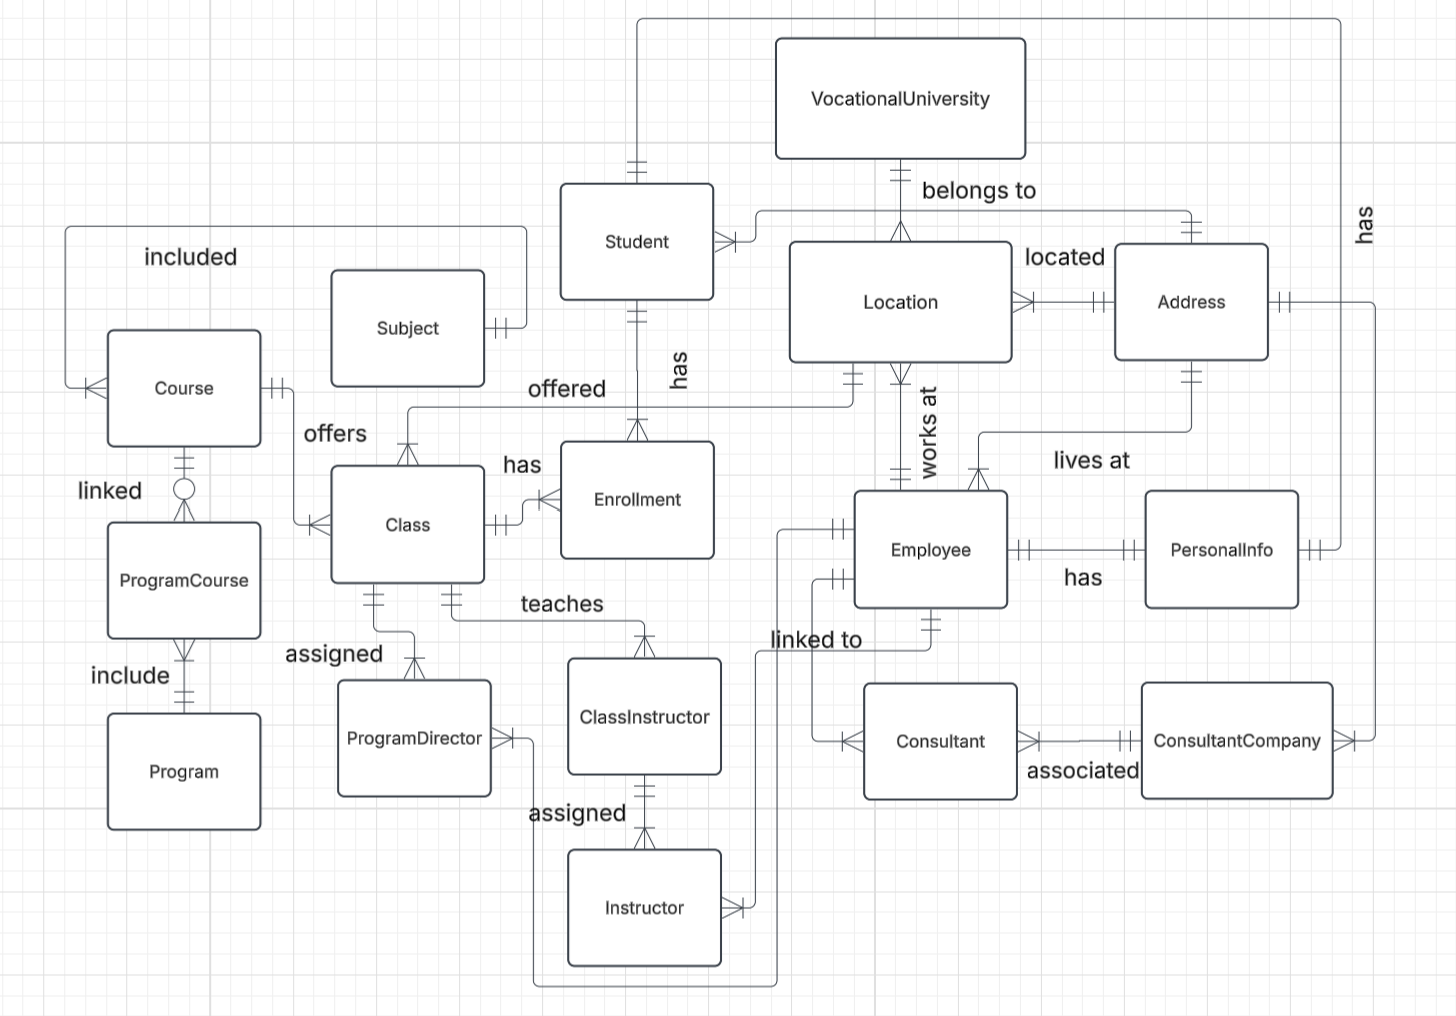 VocationalUniversity
belongs to
has
Student
included
located
Subject
Location
Address
Course
offered
has
offers
works at
lives at
has
linked
Enrollment
Class
Employee
PersonalInfo
ProgramCourse
has
teaches
linked to
assigned
include
ClassInstructor
ProgramDirector
Consultant
ConsultantCompany
associated
Program
assigned
Instructor